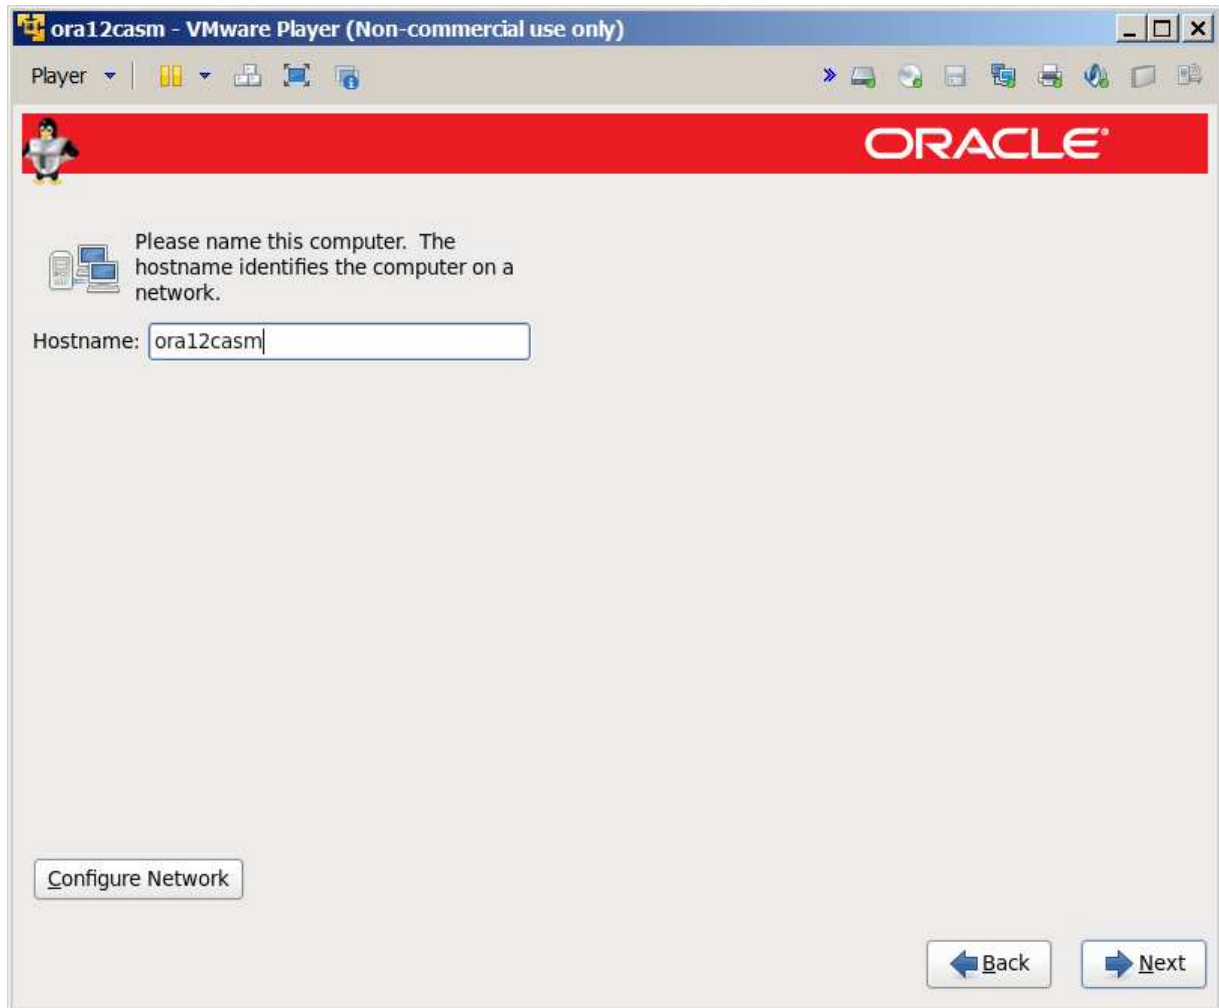 ora12casm - VMware Player (Non-commercial use only)
Player
ORACLE®
Please name this computer.  The
hostname identifies the computer on a
network.
Hostname: ora12casm
Configure Network
Back
Next